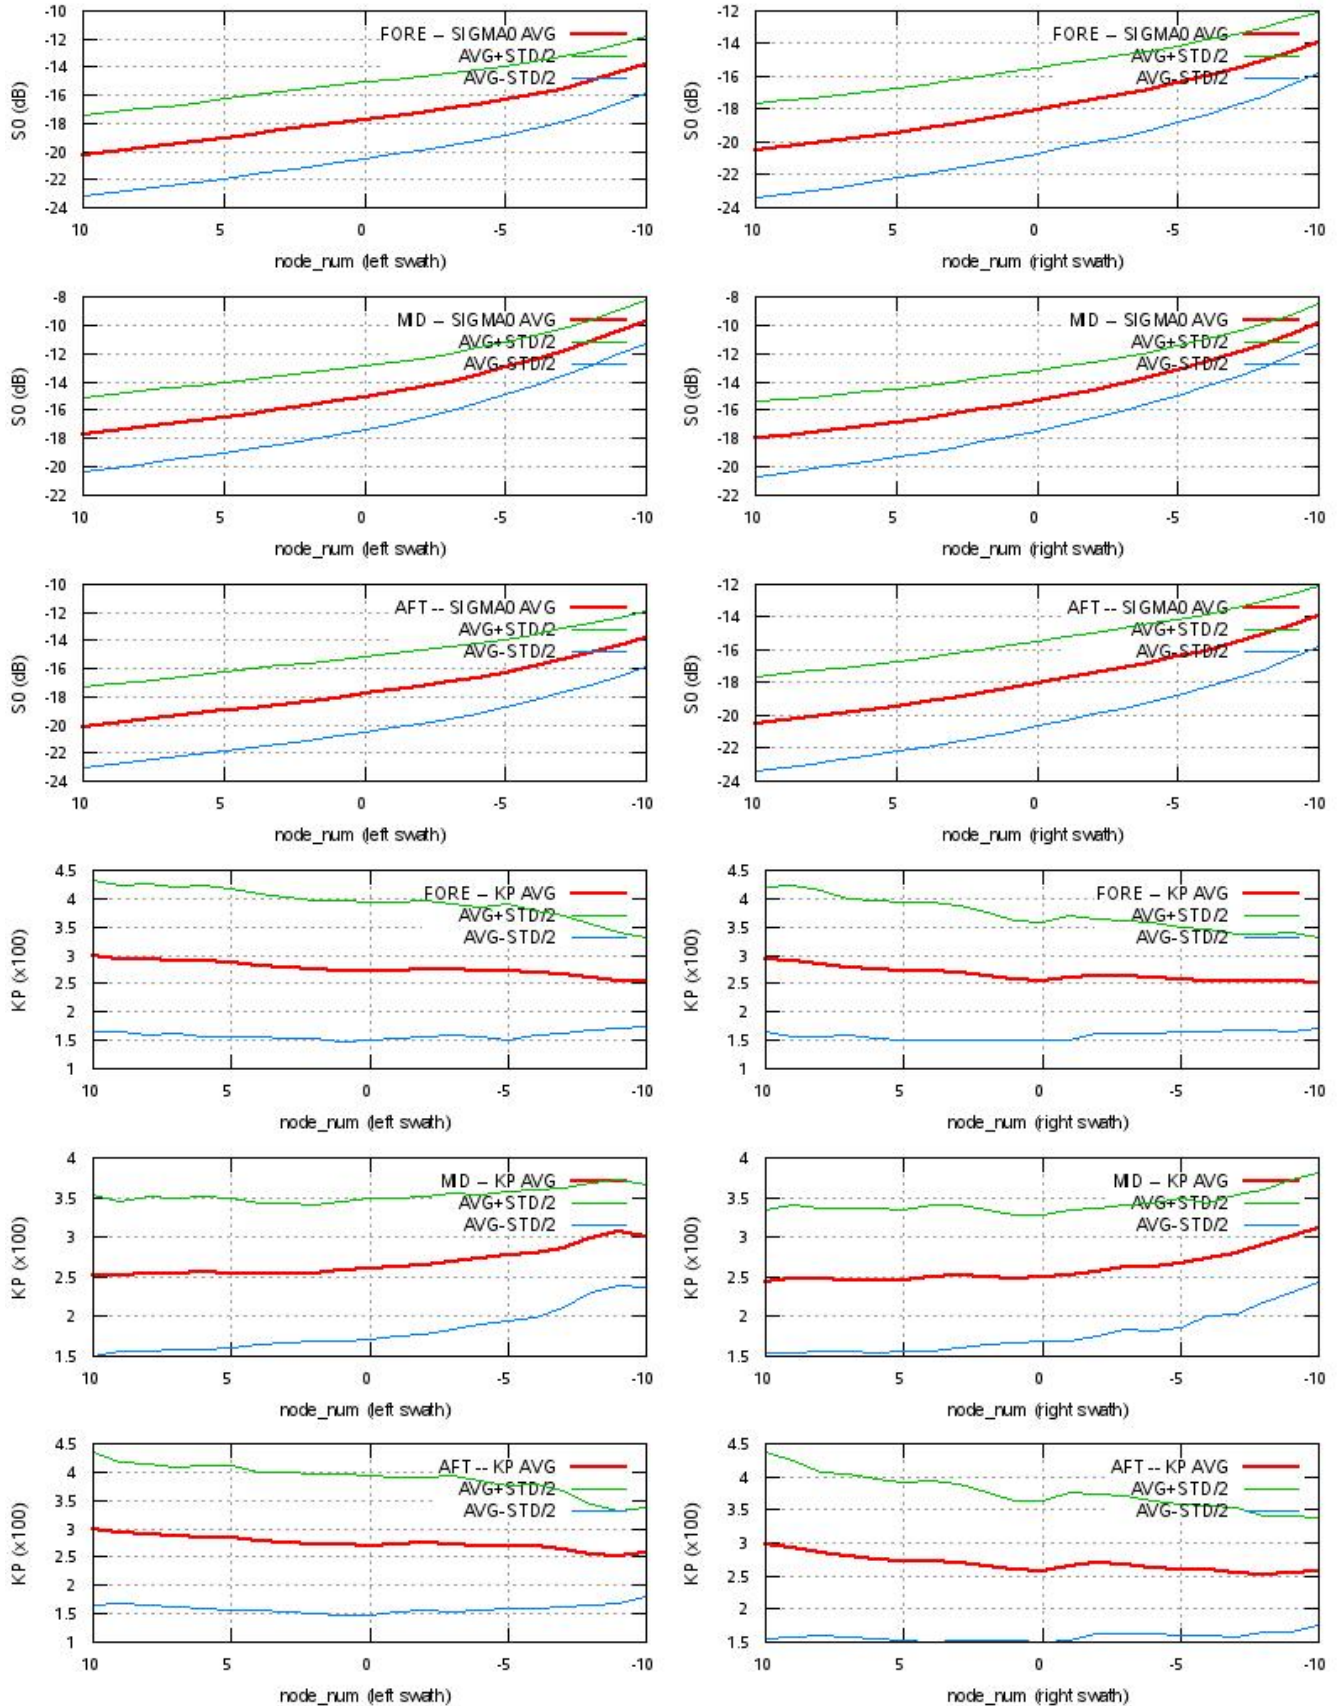 -10
-12
-14
-16
-18
-20
-22
-24
S0 (dB)
FORE – SIGMA0 AVG
AVG+STD/2
AVG-STD/2
10 5 0 -5 -10
node_num (left swath)
-12
-14
-16
-18
-20
-22
-24
S0 (dB)
FORE – SIGMA0 AVG
AVG+STD/2
AVG-STD/2
10 5 0 -5 -10
node_num (right swath)
-8
-10
-12
-14
-16
-18
-20
-22
S0 (dB)
MID – SIGMA0 AVG
AVG+STD/2
AVG-STD/2
10 5 0 -5 -10
node_num (left swath)
-8
-10
-12
-14
-16
-18
-20
-22
S0 (dB)
MID – SIGMA0 AVG
AVG+STD/2
AVG-STD/2
10 5 0 -5 -10
node_num (right swath)
-10
-12
-14
-16
-18
-20
-22
-24
S0 (dB)
AFT -- SIGMA0 AVG
AVG+STD/2
AVG-STD/2
10 5 0 -5 -10
node_num (left swath)
-12
-14
-16
-18
-20
-22
-24
S0 (dB)
AFT -- SIGMA0 AVG
AVG+STD/2
AVG-STD/2
10 5 0 -5 -10
node_num (right swath)
4.5
4
3.5
3
2.5
2
1.5
1
KP (x100)
FORE – KP AVG
AVG+STD/2
AVG-STD/2
10 5 0 -5 -10
node_num (left swath)
4.5
4
3.5
3
2.5
2
1.5
1
KP (x100)
FORE – KP AVG
AVG+STD/2
AVG-STD/2
10 5 0 -5 -10
node_num (right swath)
4
3.5
3
2.5
2
1.5
KP (x100)
MID – KP AVG
AVG+STD/2
AVG-STD/2
10 5 0 -5 -10
node_num (left swath)
4
3.5
3
2.5
2
1.5
KP (x100)
MID – KP AVG
AVG+STD/2
AVG-STD/2
10 5 0 -5 -10
node_num (right swath)
4.5
4
3.5
3
2.5
2
1.5
1
KP (x100)
AFT -- KP AVG
AVG+STD/2
AVG-STD/2
10 5 0 -5 -10
node_num (left swath)
4.5
4
3.5
3
2.5
2
1.5
KP (x100)
AFT -- KP AVG
AVG+STD/2
AVG-STD/2
10 5 0 -5 -10
node_num (right swath)